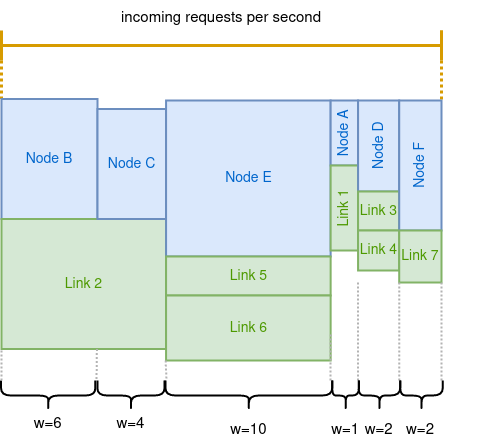 incoming requests per second
Node B
Node C
Node E
Node A
Node D
Node F
Link 1
Link 3
Link 4
Link 7
Link 2
Link 5
Link 6
w=6
w=4
w=10
w=1
w=2
w=2